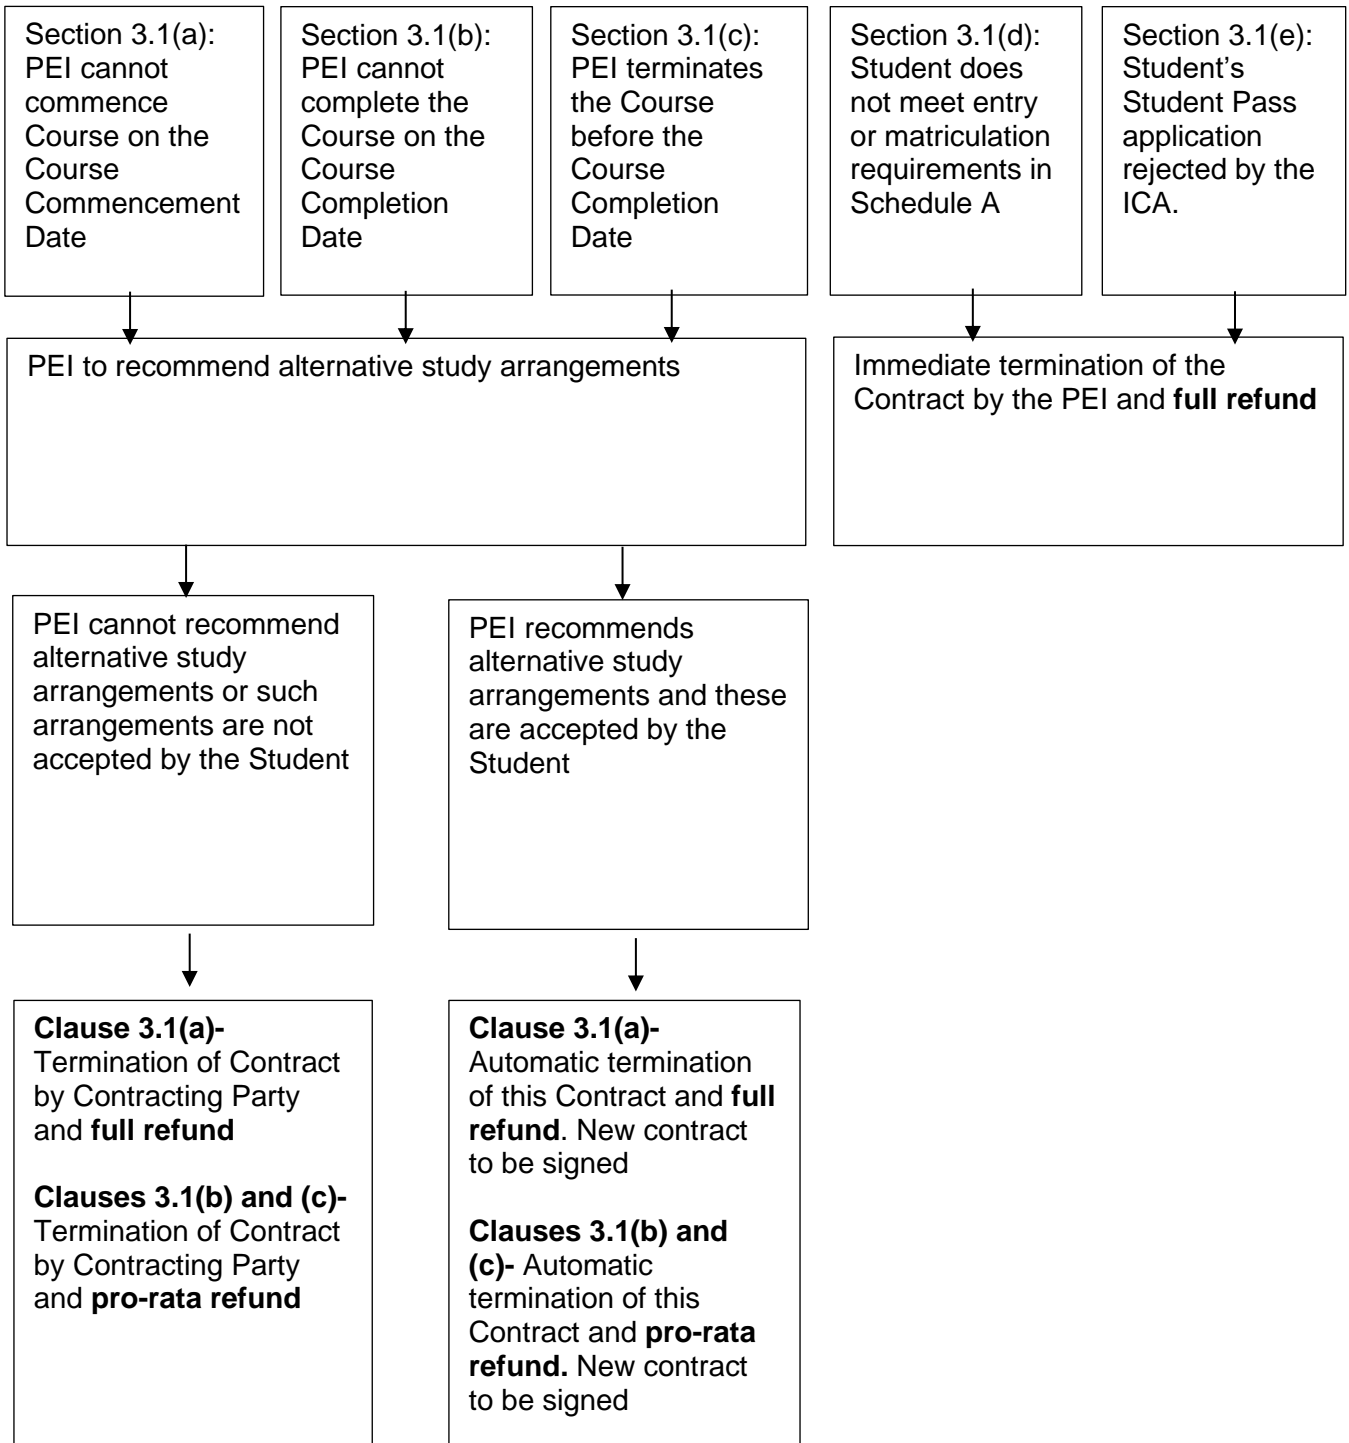 Section 3.1(a):
PEI cannot
commence
Course on the
Course
Commencement
Date
Section 3.1(b):
PEI cannot
complete the
Course on the
Course
Completion
Date
Section 3.1(c):
PEI terminates
the Course
before the
Course
Completion
Date
Section 3.1(d):
Student does
not meet entry
or matriculation
requirements in
Schedule A
Section 3.1(e):
Student’s
Student Pass
application
rejected by the
ICA.
PEI to recommend alternative study arrangements
Immediate termination of the
Contract by the PEI and full refund
PEI cannot recommend
alternative study
arrangements or such
arrangements are not
accepted by the Student
PEI recommends
alternative study
arrangements and these
are accepted by the
Student
Clause 3.1(a)-
Termination of Contract
by Contracting Party
and full refund
Clauses 3.1(b) and (c)-
Termination of Contract
by Contracting Party
and pro-rata refund
Clause 3.1(a)-
Automatic termination
of this Contract and full
refund. New contract
to be signed
Clauses 3.1(b) and
(c)- Automatic
termination of this
Contract and pro-rata
refund. New contract
to be signed